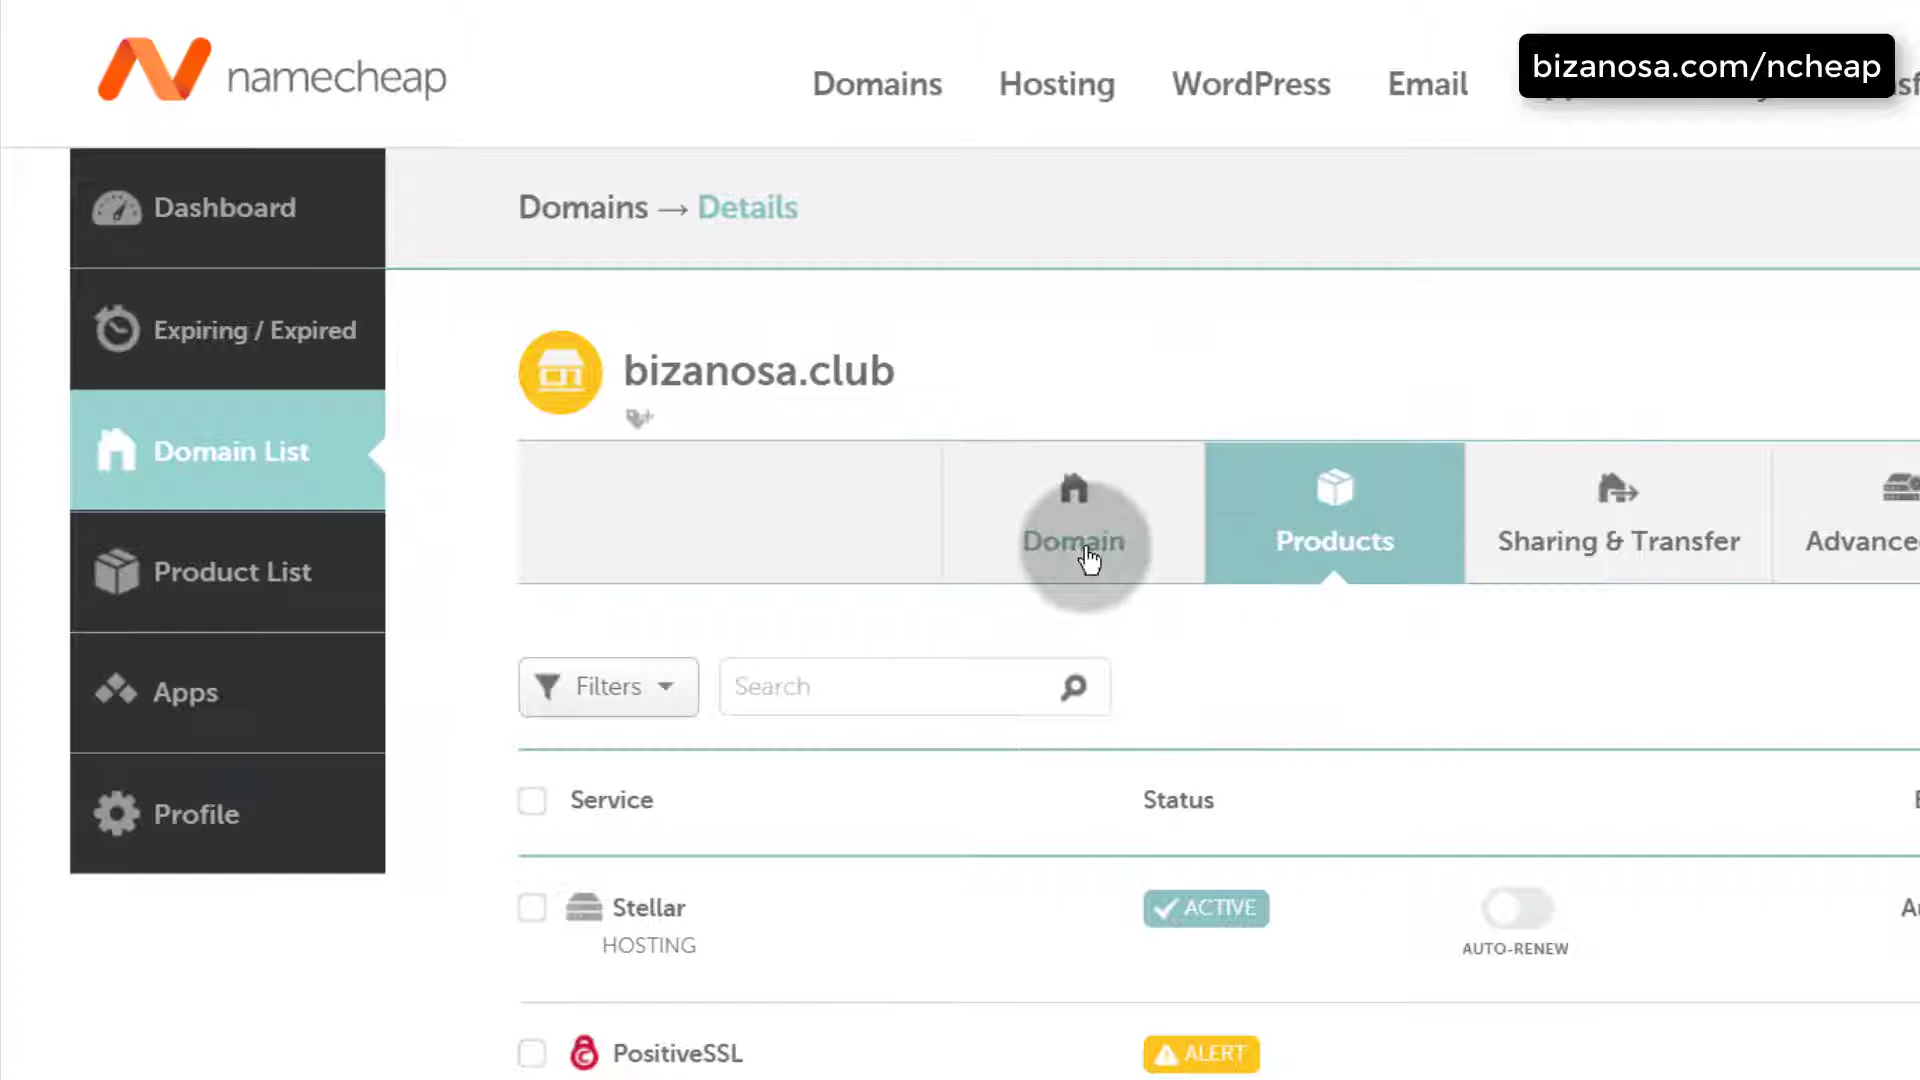 namecheap
Domains
Hosting
WordPress
Email
bizanosa.com/ncheap
Dashboard
Expiring / Expired
Domain List
Product List
Apps
Profile
Domains → Details
bizanosa.club
Domain
Products
Sharing & Transfer
Advance
Filters
Search
Service
Status
Stellar
HOSTING
ACTIVE
AUTO-RENEW
PositiveSSL
ALERT